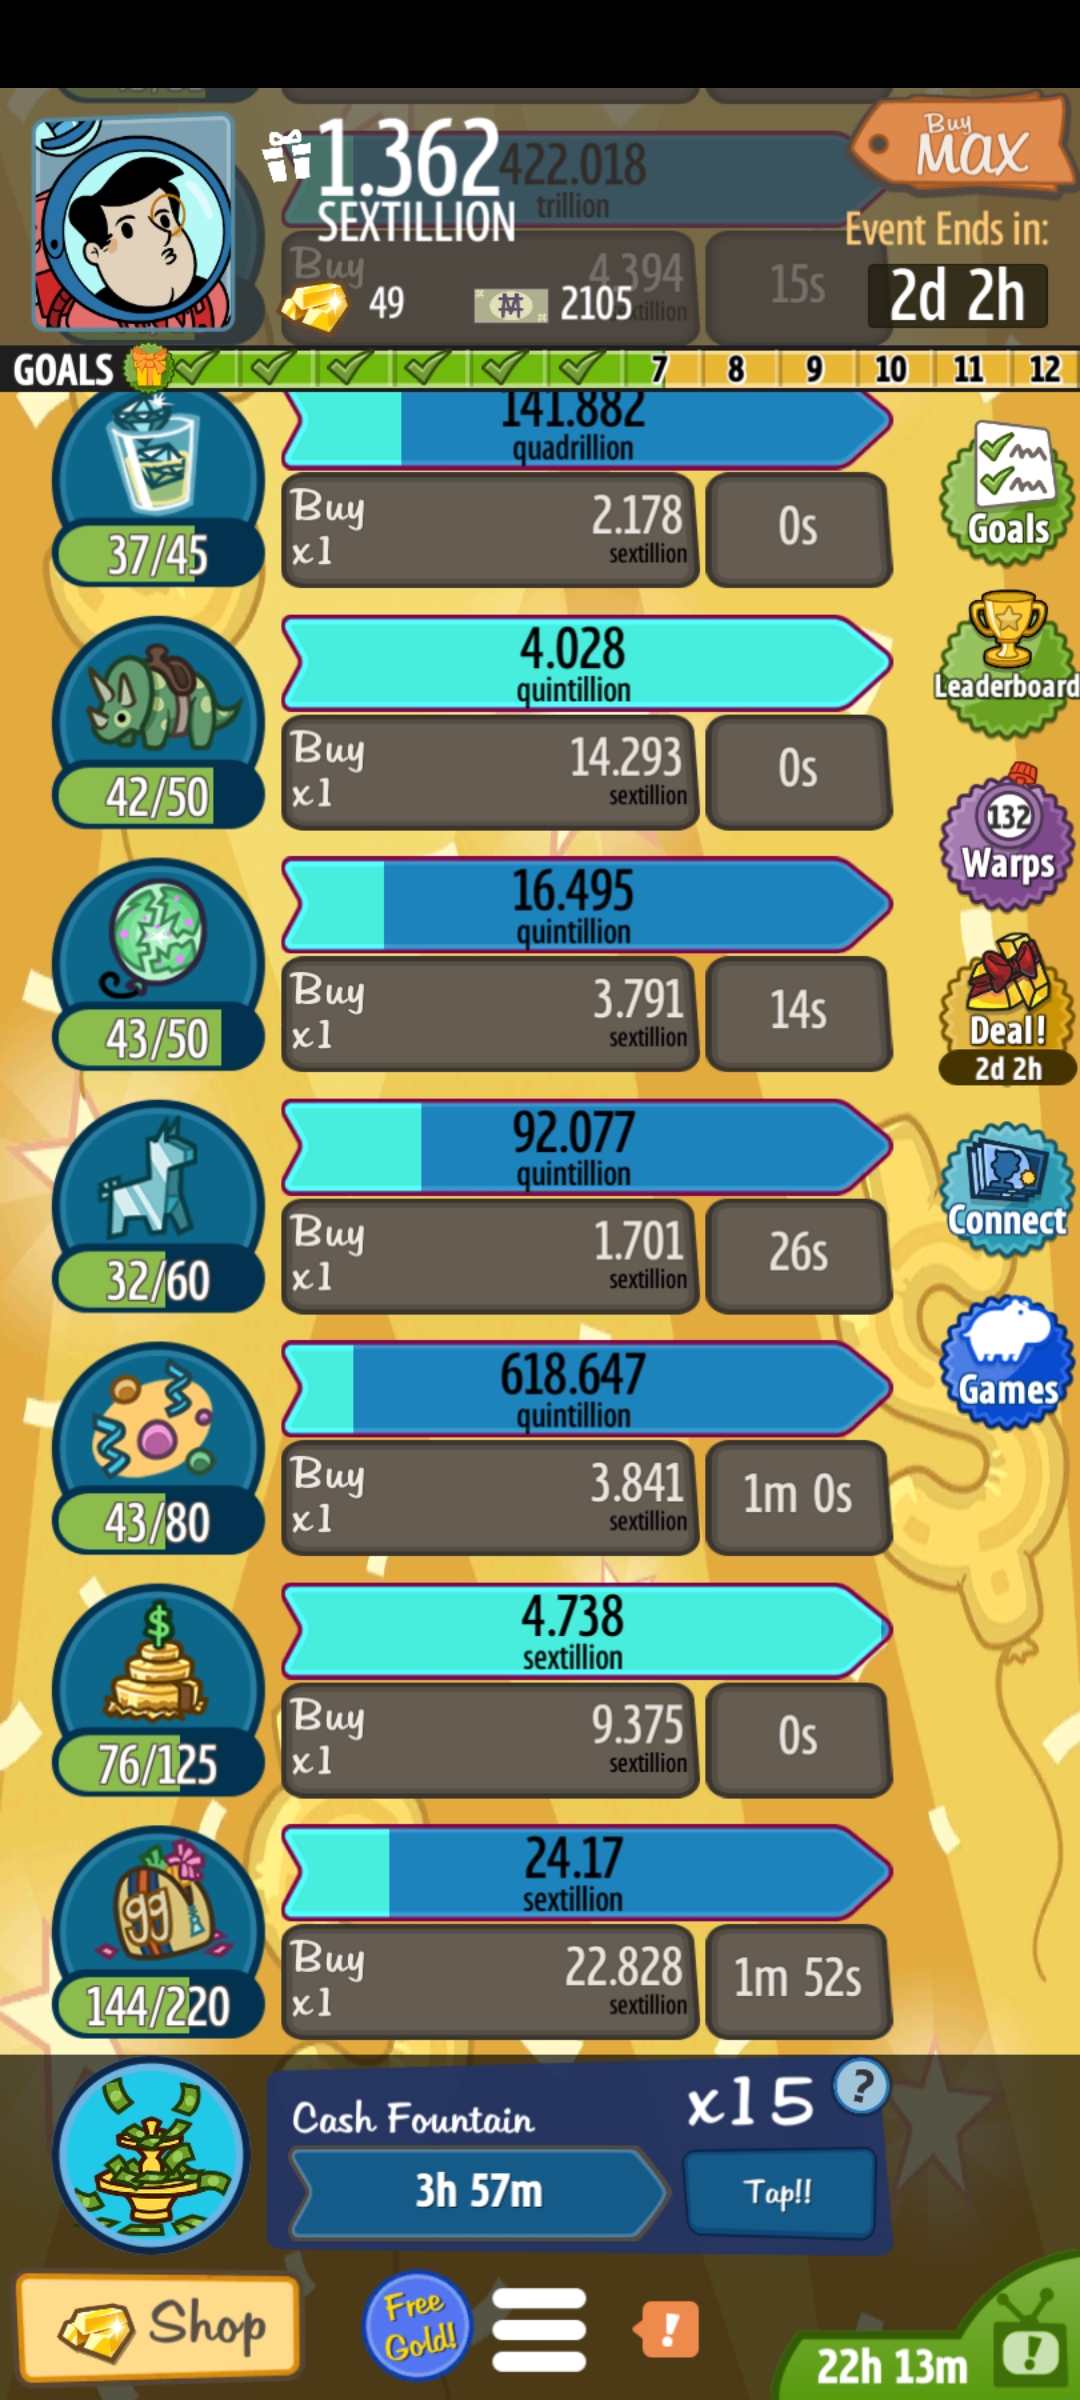 1.362
SEXTILLION
422.018
trillion
Buy
MAX
Event Ends in:
2d 2h
Buy
4.394
15s
49
2105
GOALS
7
8
9
10
11
12
141.882
quadrillion
Buy
x1
2.178
sextillion
0s
37/45
Goals
4.028
quintillion
Buy
x1
14.293
sextillion
0s
42/50
Leaderboard
16.495
quintillion
Buy
x1
3.791
sextillion
14s
43/50
132
Warps
Deal!
2d 2h
92.077
quintillion
Buy
x1
1.701
sextillion
26s
32/60
Connect
618.647
quintillion
Buy
x1
3.841
sextillion
1m 0s
43/80
Games
$
4.738
sextillion
Buy
x1
9.375
sextillion
0s
76/125
gg
24.17
sextillion
Buy
x1
22.828
sextillion
1m 52s
144/220
Cash Fountain
x15
?
3h 57m
Tap!!
Shop
Free
Gold!
!
22h 13m
!